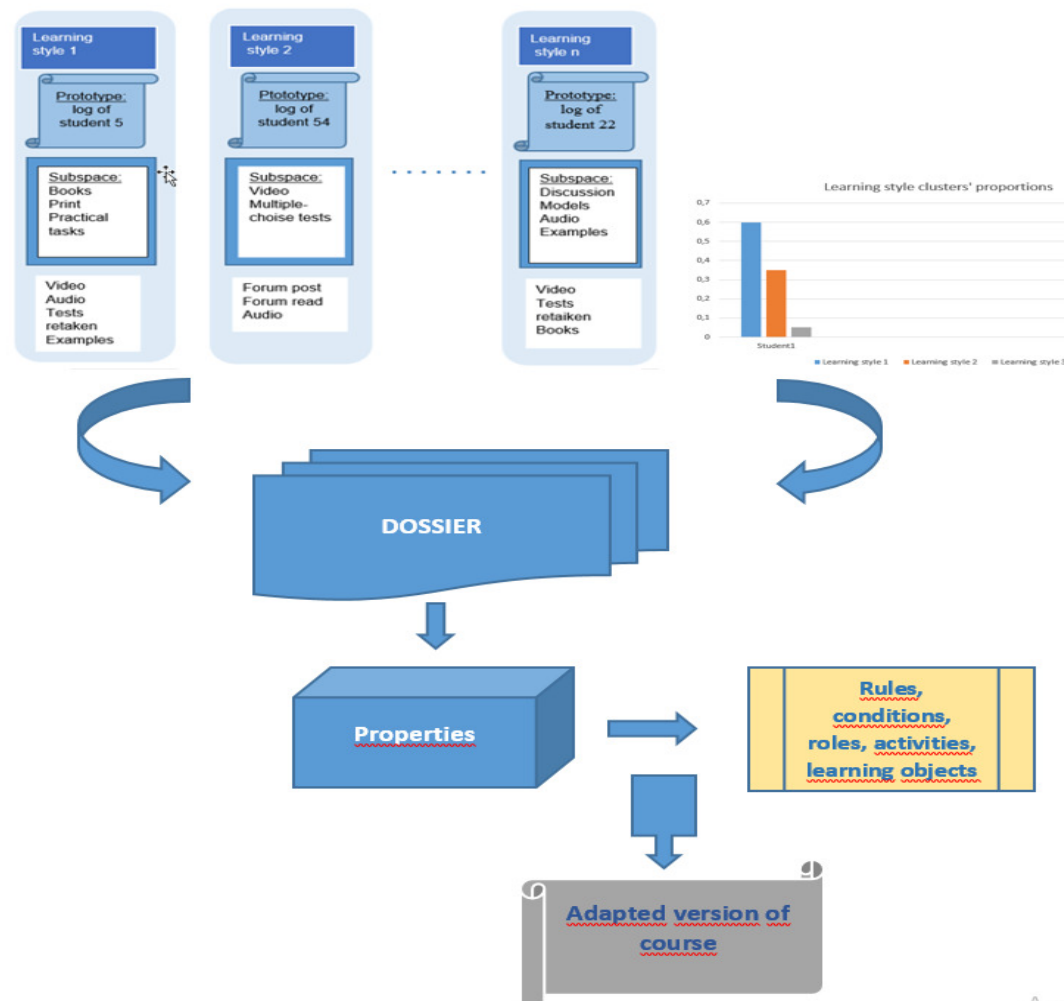 Learning
style 1
Prototype:
log of
student 5
Subspace:
Books
Print
Practical
tasks
Video
Audio
Tests
retaken
Examples
Learning
style 2
Ptototype:
log of
student 54
Subspace:
Video
Multiple-
choise tests
Forum post
Forum read
Audio
Learning
style n
Prototype:
log of
student 22
Subspace:
Discussion
Models
Audio
Examples
Video
Tests
retaiken
Books
Learning style clusters' proportions
0,7
0,6
0,5
0,4
0,3
0,2
0,1
0
Student1
Learning style 1 Learning style 2 Learning style
DOSSIER
Properties
Rules,
conditions,
roles, activities,
learning objects
Adapted version of
course